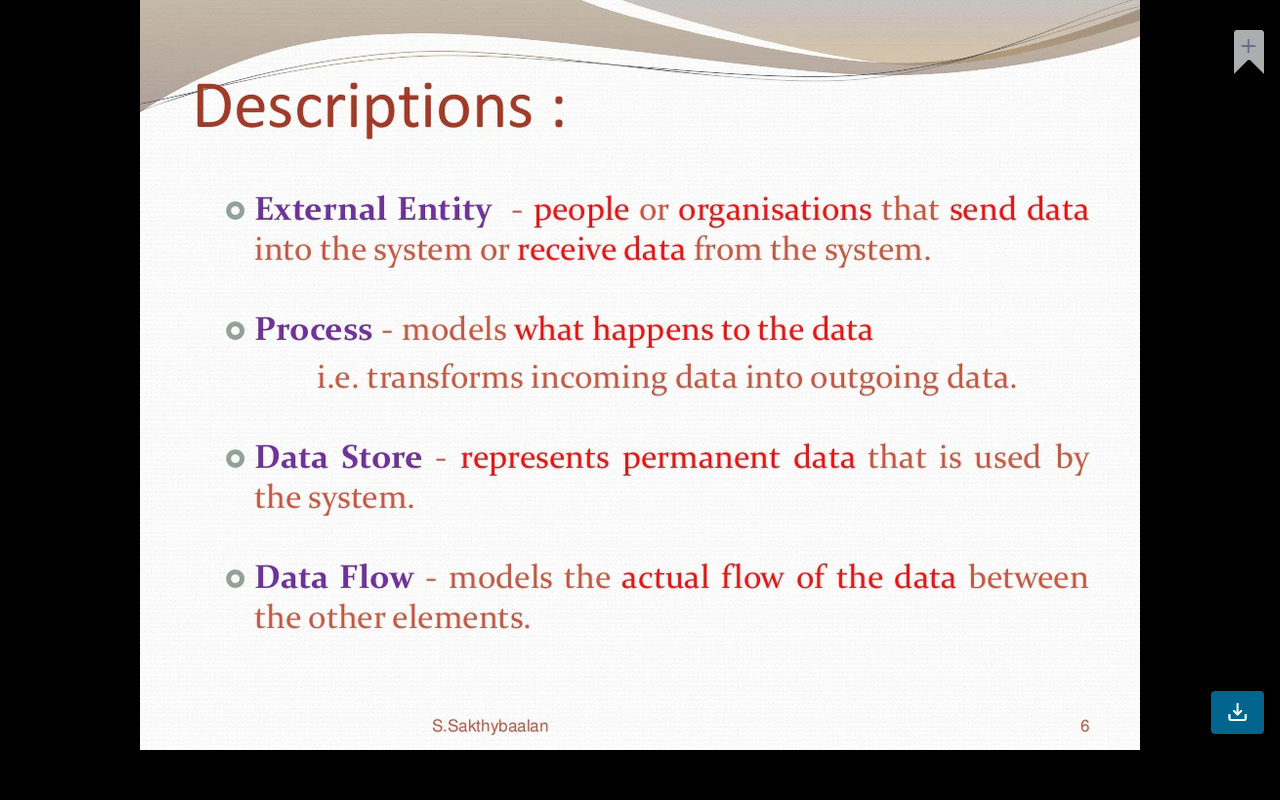 Descriptions :
External Entity - people or organisations that send data
into the system or receive data from the system.
Process - models what happens to the data
i.e. transforms incoming data into outgoing data.
Data Store - represents permanent data that is used by
the system.
Data Flow - models the actual flow of the data between
the other elements.
S.Sakthybaalan
6